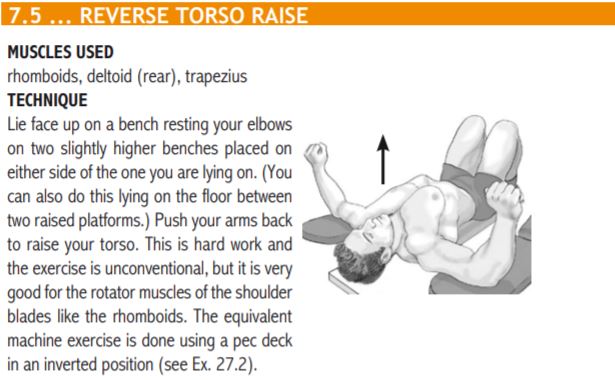 7.5 ... REVERSE TORSO RAISE
MUSCLES USED
rhomboids, deltoid (rear), trapezius
TECHNIQUE
Lie face up on a bench resting your elbows
on two slightly higher benches placed on
either side of the one you are lying on. (You
can also do this lying on the floor between
two raised platforms.) Push your arms back
to raise your torso. This is hard work and
the exercise is unconventional, but it is very
good for the rotator muscles of the shoulder
blades like the rhomboids. The equivalent
machine exercise is done using a pec deck
in an inverted position (see Ex. 27.2).